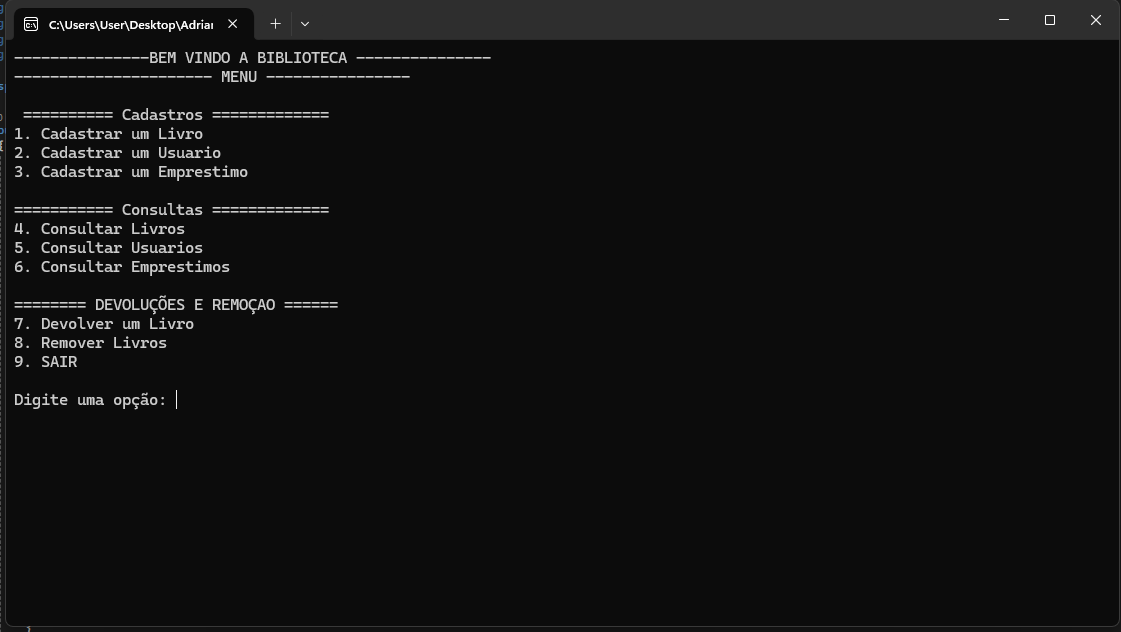 C:\Users\User\Desktop\Adria
---------------BEM VINDO A BIBLIOTECA ---------------
---------------------- MENU ----------------
========== Cadastros =============
1. Cadastrar um Livro
2. Cadastrar um Usuario
3. Cadastrar um Emprestimo
=========== Consultas =============
4. Consultar Livros
5. Consultar Usuarios
6. Consultar Emprestimos
======== DEVOLUÇÕES E REMOÇAO ======
7. Devolver um Livro
8. Remover Livros
9. SAIR
Digite uma opção: